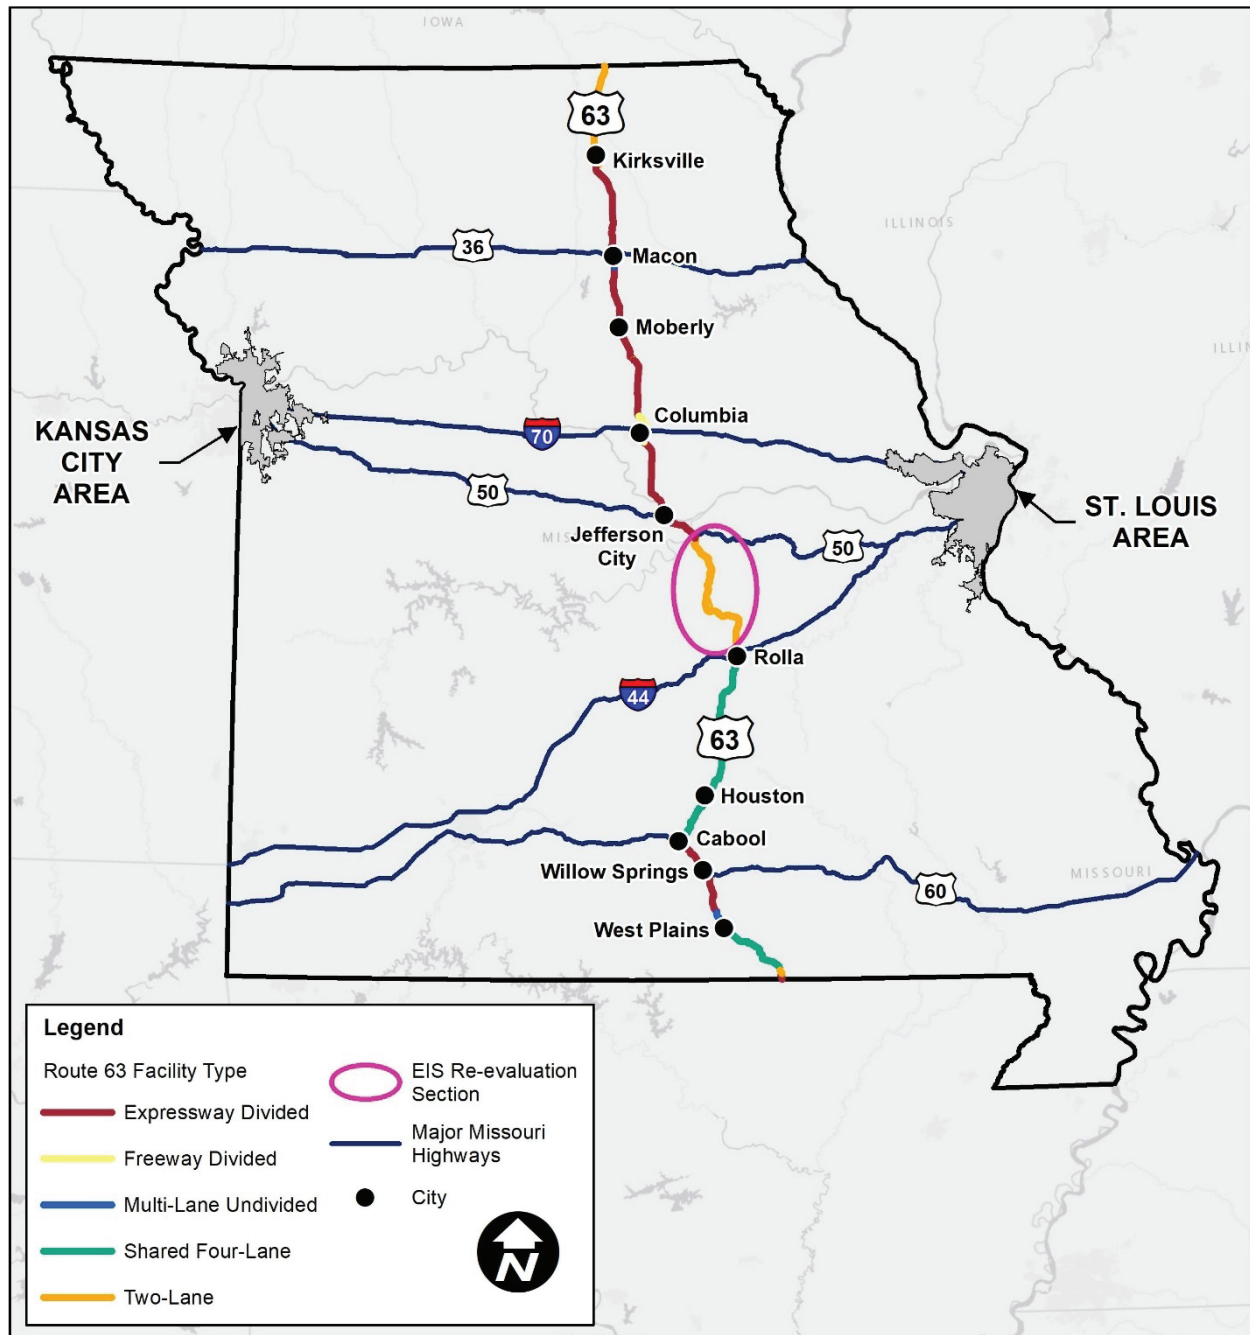 IOWA
63
Kirksville
ILLINOIS
36
Macon
Moberly
ILLIN
Columbia
70
KANSAS
CITY
AREA
50
ST. LOUIS
AREA
Jefferson
City
MIS
50
Rolla
44
63
Houston
Cabool
Willow Springs
MISSOURI
60
West Plains
Legend
Route 63 Facility Type
Expressway Divided
Freeway Divided
Multi-Lane Undivided
Shared Four-Lane
Two-Lane
EIS Re-evaluation
Section
Major Missouri
Highways
City
N